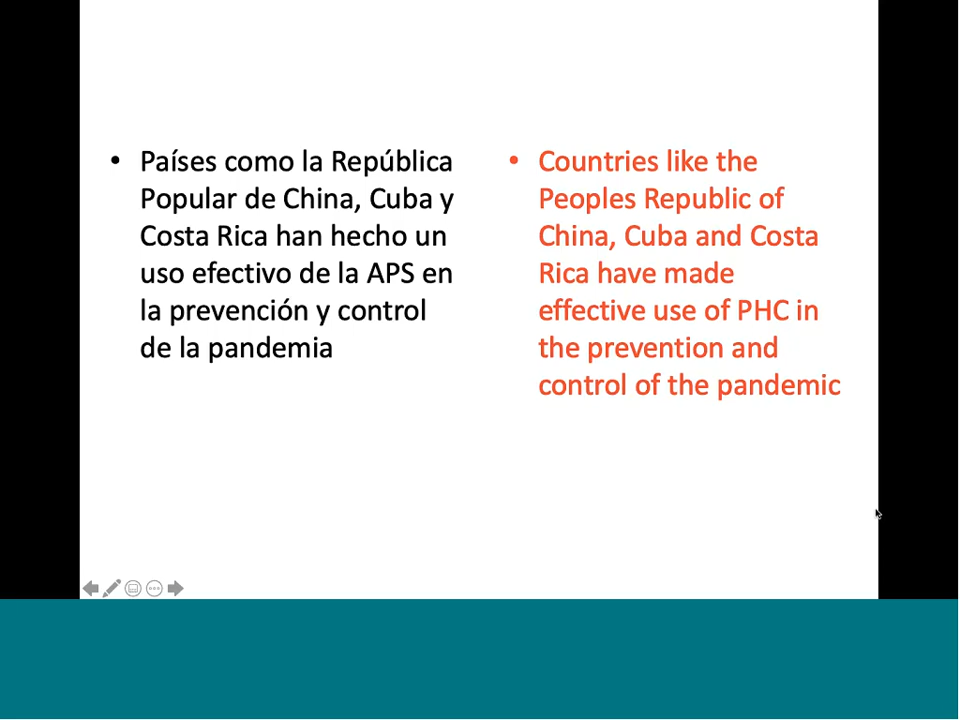 • Países como la República
Popular de China, Cuba y
Costa Rica han hecho un
uso efectivo de la APS en
la prevención y control
de la pandemia
• Countries like the
Peoples Republic of
China, Cuba and Costa
Rica have made
effective use of PHC in
the prevention and
control of the pandemic